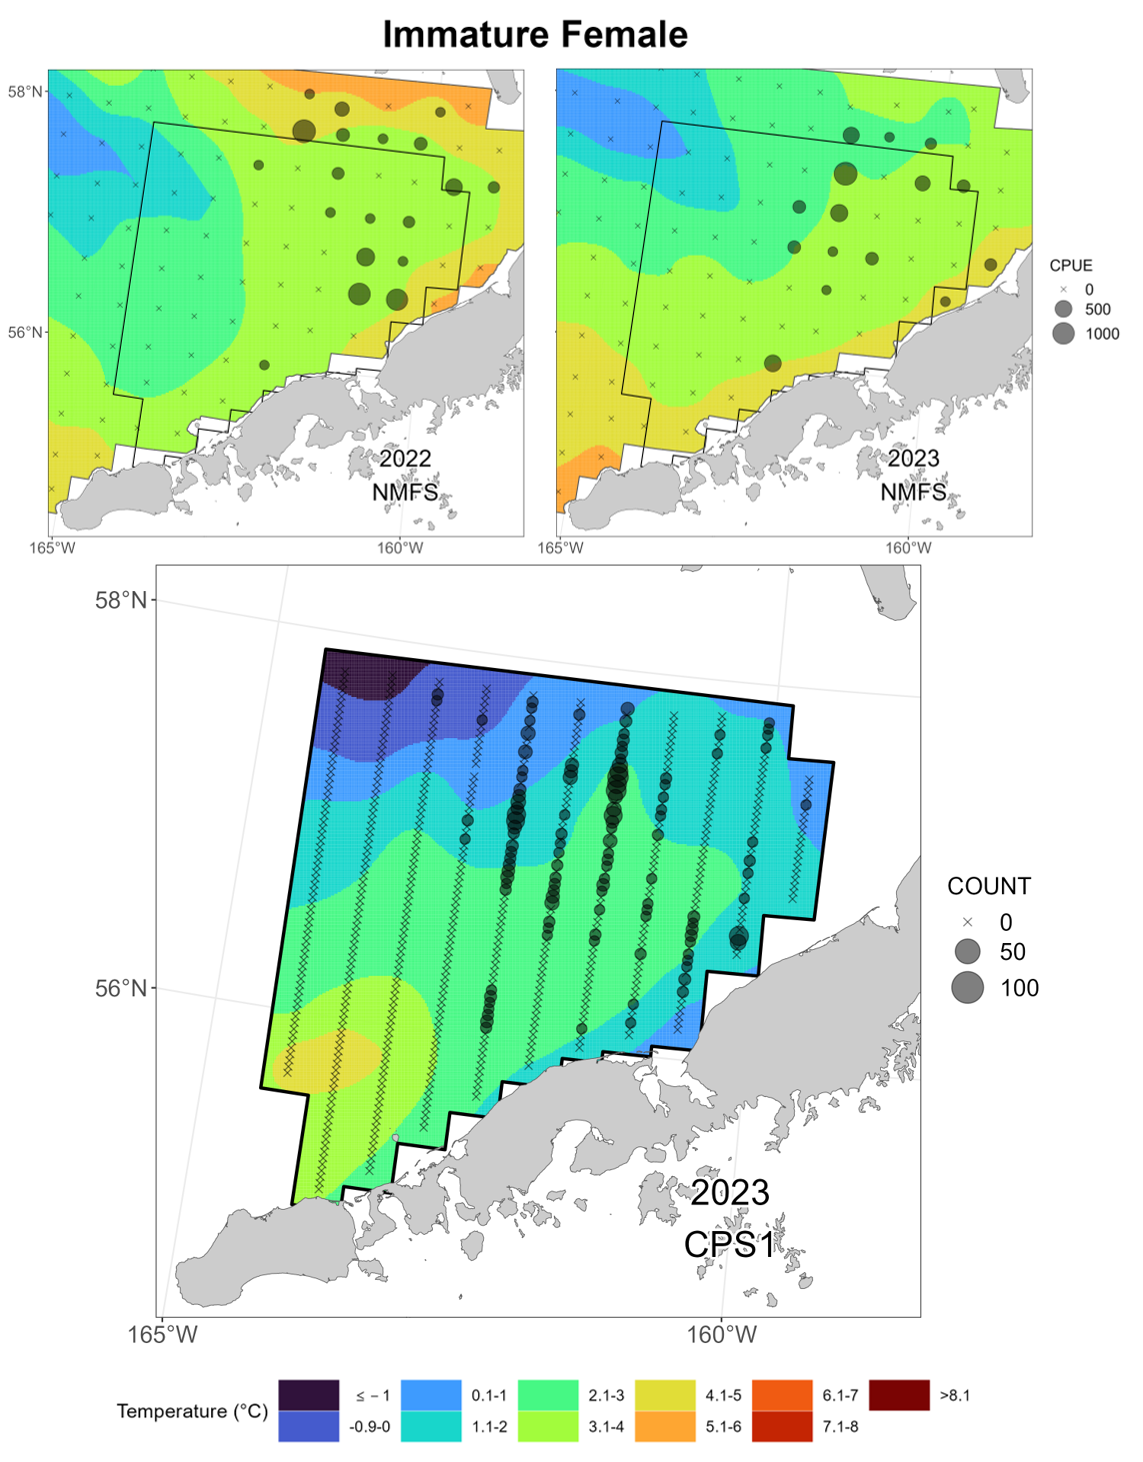 Immature Female
58°N
56°N
2022
NMFS
2023
NMFS
165°W
160°W
165°W
160°W
CPUE
× 0
500
1000
58°N
56°N
2023
CPS1
165°W
160°W
COUNT
× 0
50
100
Temperature (°C)
≤ − 1
0.1-1
2.1-3
4.1-5
6.1-7
>8.1
-0.9-0
1.1-2
3.1-4
5.1-6
7.1-8